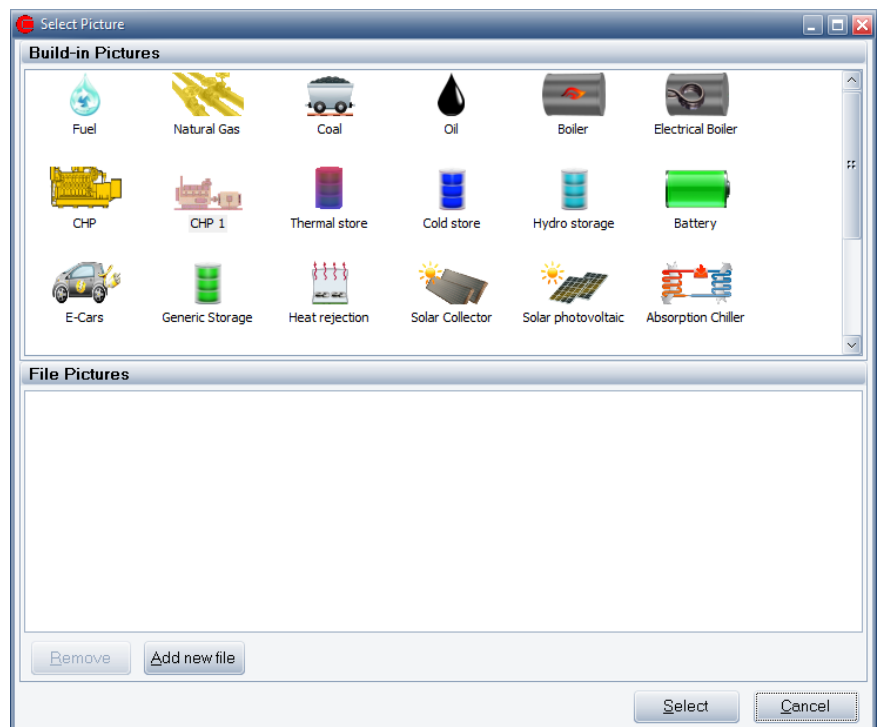 Select Picture
Build-in Pictures
Fuel Natural Gas Coal Oil Boiler Electrical Boiler
CHP CHP 1 Thermal store Cold store Hydro storage Battery
E-Cars Generic Storage Heat rejection Solar Collector Solar photovoltaic Absorption Chiller
File Pictures
Remove Add new file
Select Cancel